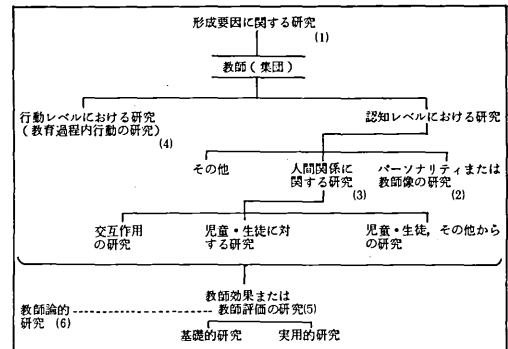 形成要因に関する研究
(1)
教師(集団)
行動レベルにおける研究
(教育過程内行動の研究)
(4)
認知レベルにおける研究
その他
人間関係に
関する研究
(3)
パーソナリティまたは
教師像の研究
(2)
交互作用
の研究
児童・生徒に対
する研究
児童・生徒, その他から
の研究
教師効果または
教師評価の研究(5)
教師論的
研究 (6)
基礎的研究
実用的研究